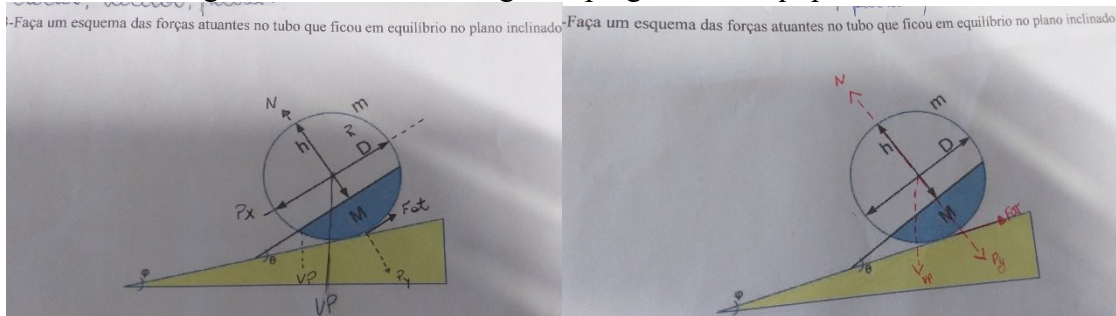 -Faça um esquema das forças atuantes no tubo que ficou em equilíbrio no plano inclinado
N
m
R
h
D
Px
M
Fat
θ
φ
VP
Py
VP
-Faça um esquema das forças atuantes no tubo que ficou em equilíbrio no plano inclinado
N
m
h
D
M
Fat
θ
VP
Py
φ